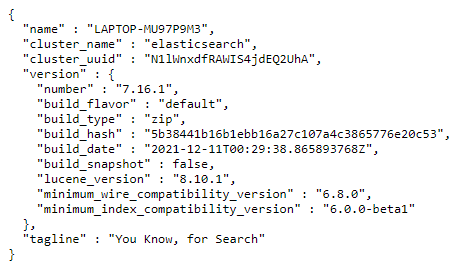 {
"name" : "LAPTOP-MU97P9M3",
"cluster_name" : "elasticsearch",
"cluster_uuid" : "N1lWnxdfRAWIS4jdEQ2UhA",
"version" : {
"number" : "7.16.1",
"build_flavor" : "default",
"build_type" : "zip",
"build_hash" : "5b38441b16b1ebb16a27c107a4c3865776e20c53",
"build_date" : "2021-12-11T00:29:38.865893768Z",
"build_snapshot" : false,
"lucene_version" : "8.10.1",
"minimum_wire_compatibility_version" : "6.8.0",
"minimum_index_compatibility_version" : "6.0.0-beta1"
},
"tagline" : "You Know, for Search"
}